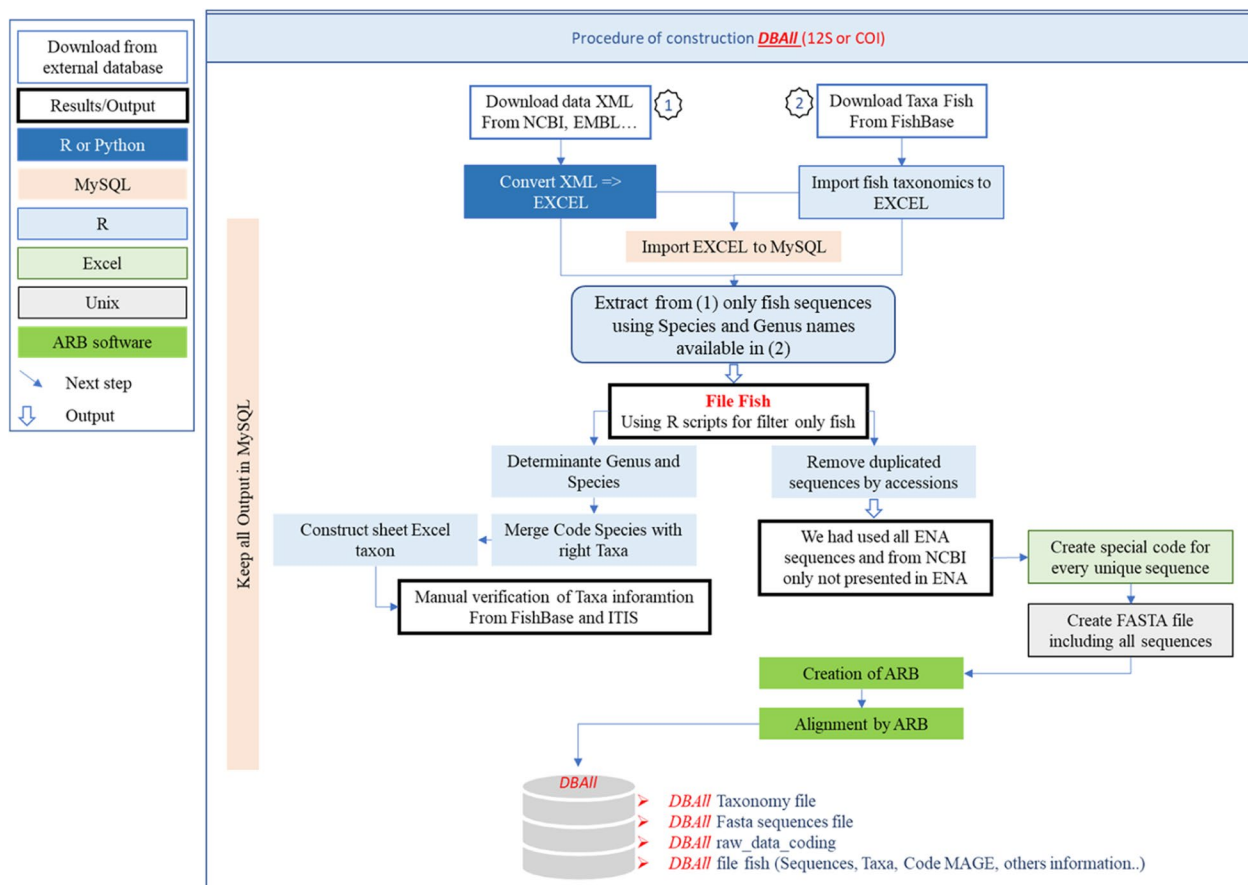 Download from
external database
Results/Output
R or Python
MySQL
R
Excel
Unix
ARB software
Next step
Output
Procedure of construction DBAll (12S or COI)
Download data XML
From NCBI, EMBL…
1
2
Download Taxa Fish
From FishBase
Convert XML =>
EXCEL
Import fish taxonomics to
EXCEL
Import EXCEL to MySQL
Extract from (1) only fish sequences
using Species and Genus names
available in (2)
File Fish
Using R scripts for filter only fish
Keep all Output in MySQL
Determinante Genus and
Species
Remove duplicated
sequences by accessions
Construct sheet Excel
taxon
Merge Code Species with
right Taxa
We had used all ENA
sequences and from NCBI
only not presented in ENA
Create special code for
every unique sequence
Manual verification of Taxa inforamtion
From FishBase and ITIS
Create FASTA file
including all sequences
Creation of ARB
Alignment by ARB
DBAll
DBAll Taxonomy file
DBAll Fasta sequences file
DBAll raw_data_coding
DBAll file fish (Sequences, Taxa, Code MAGE, others information..)